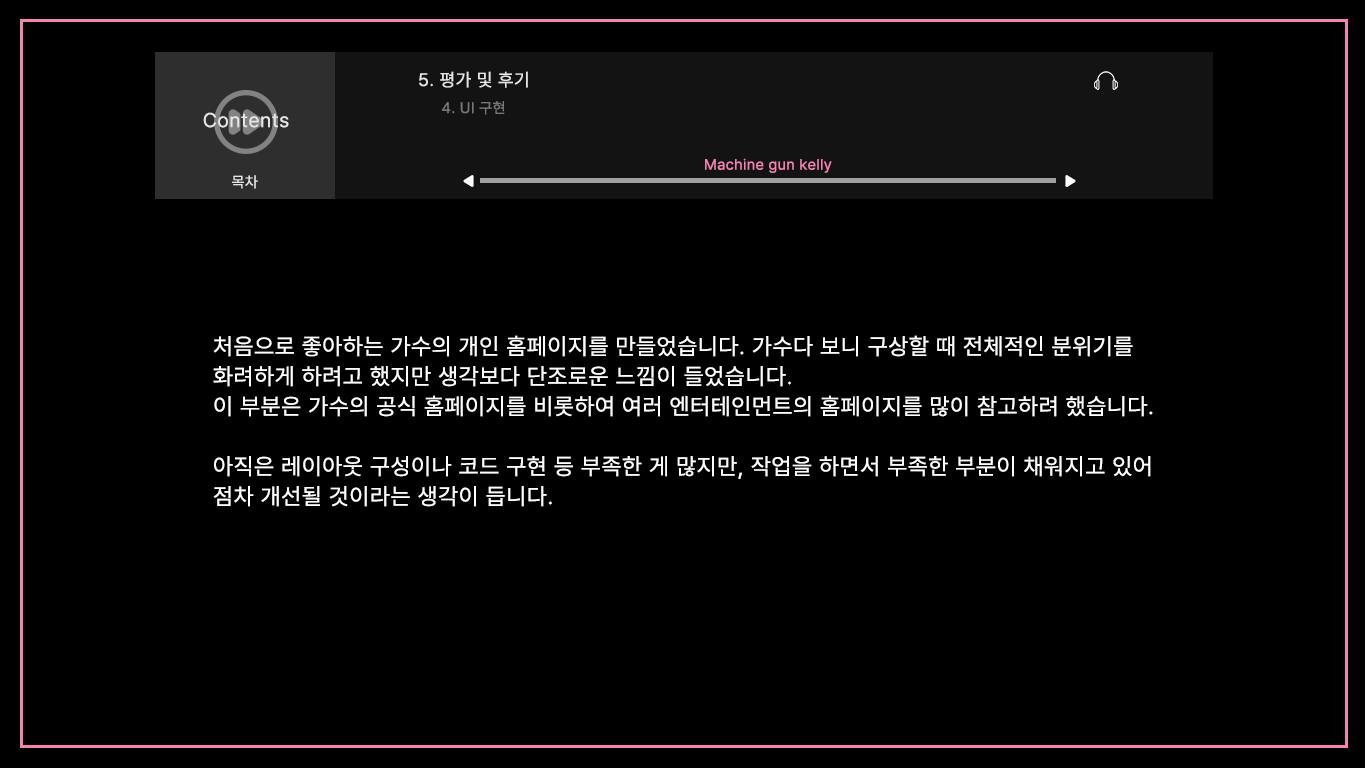 Contents
목차
5. 평가 및 후기
4. UI 구현
Machine gun kelly
처음으로 좋아하는 가수의 개인 홈페이지를 만들었습니다. 가수다 보니 구상할 때 전체적인 분위기를
화려하게 하려고 했지만 생각보다 단조로운 느낌이 들었습니다.
이 부분은 가수의 공식 홈페이지를 비롯하여 여러 엔터테인먼트의 홈페이지를 많이 참고하려 했습니다.
아직은 레이아웃 구성이나 코드 구현 등 부족한 게 많지만, 작업을 하면서 부족한 부분이 채워지고 있어
점차 개선될 것이라는 생각이 듭니다.